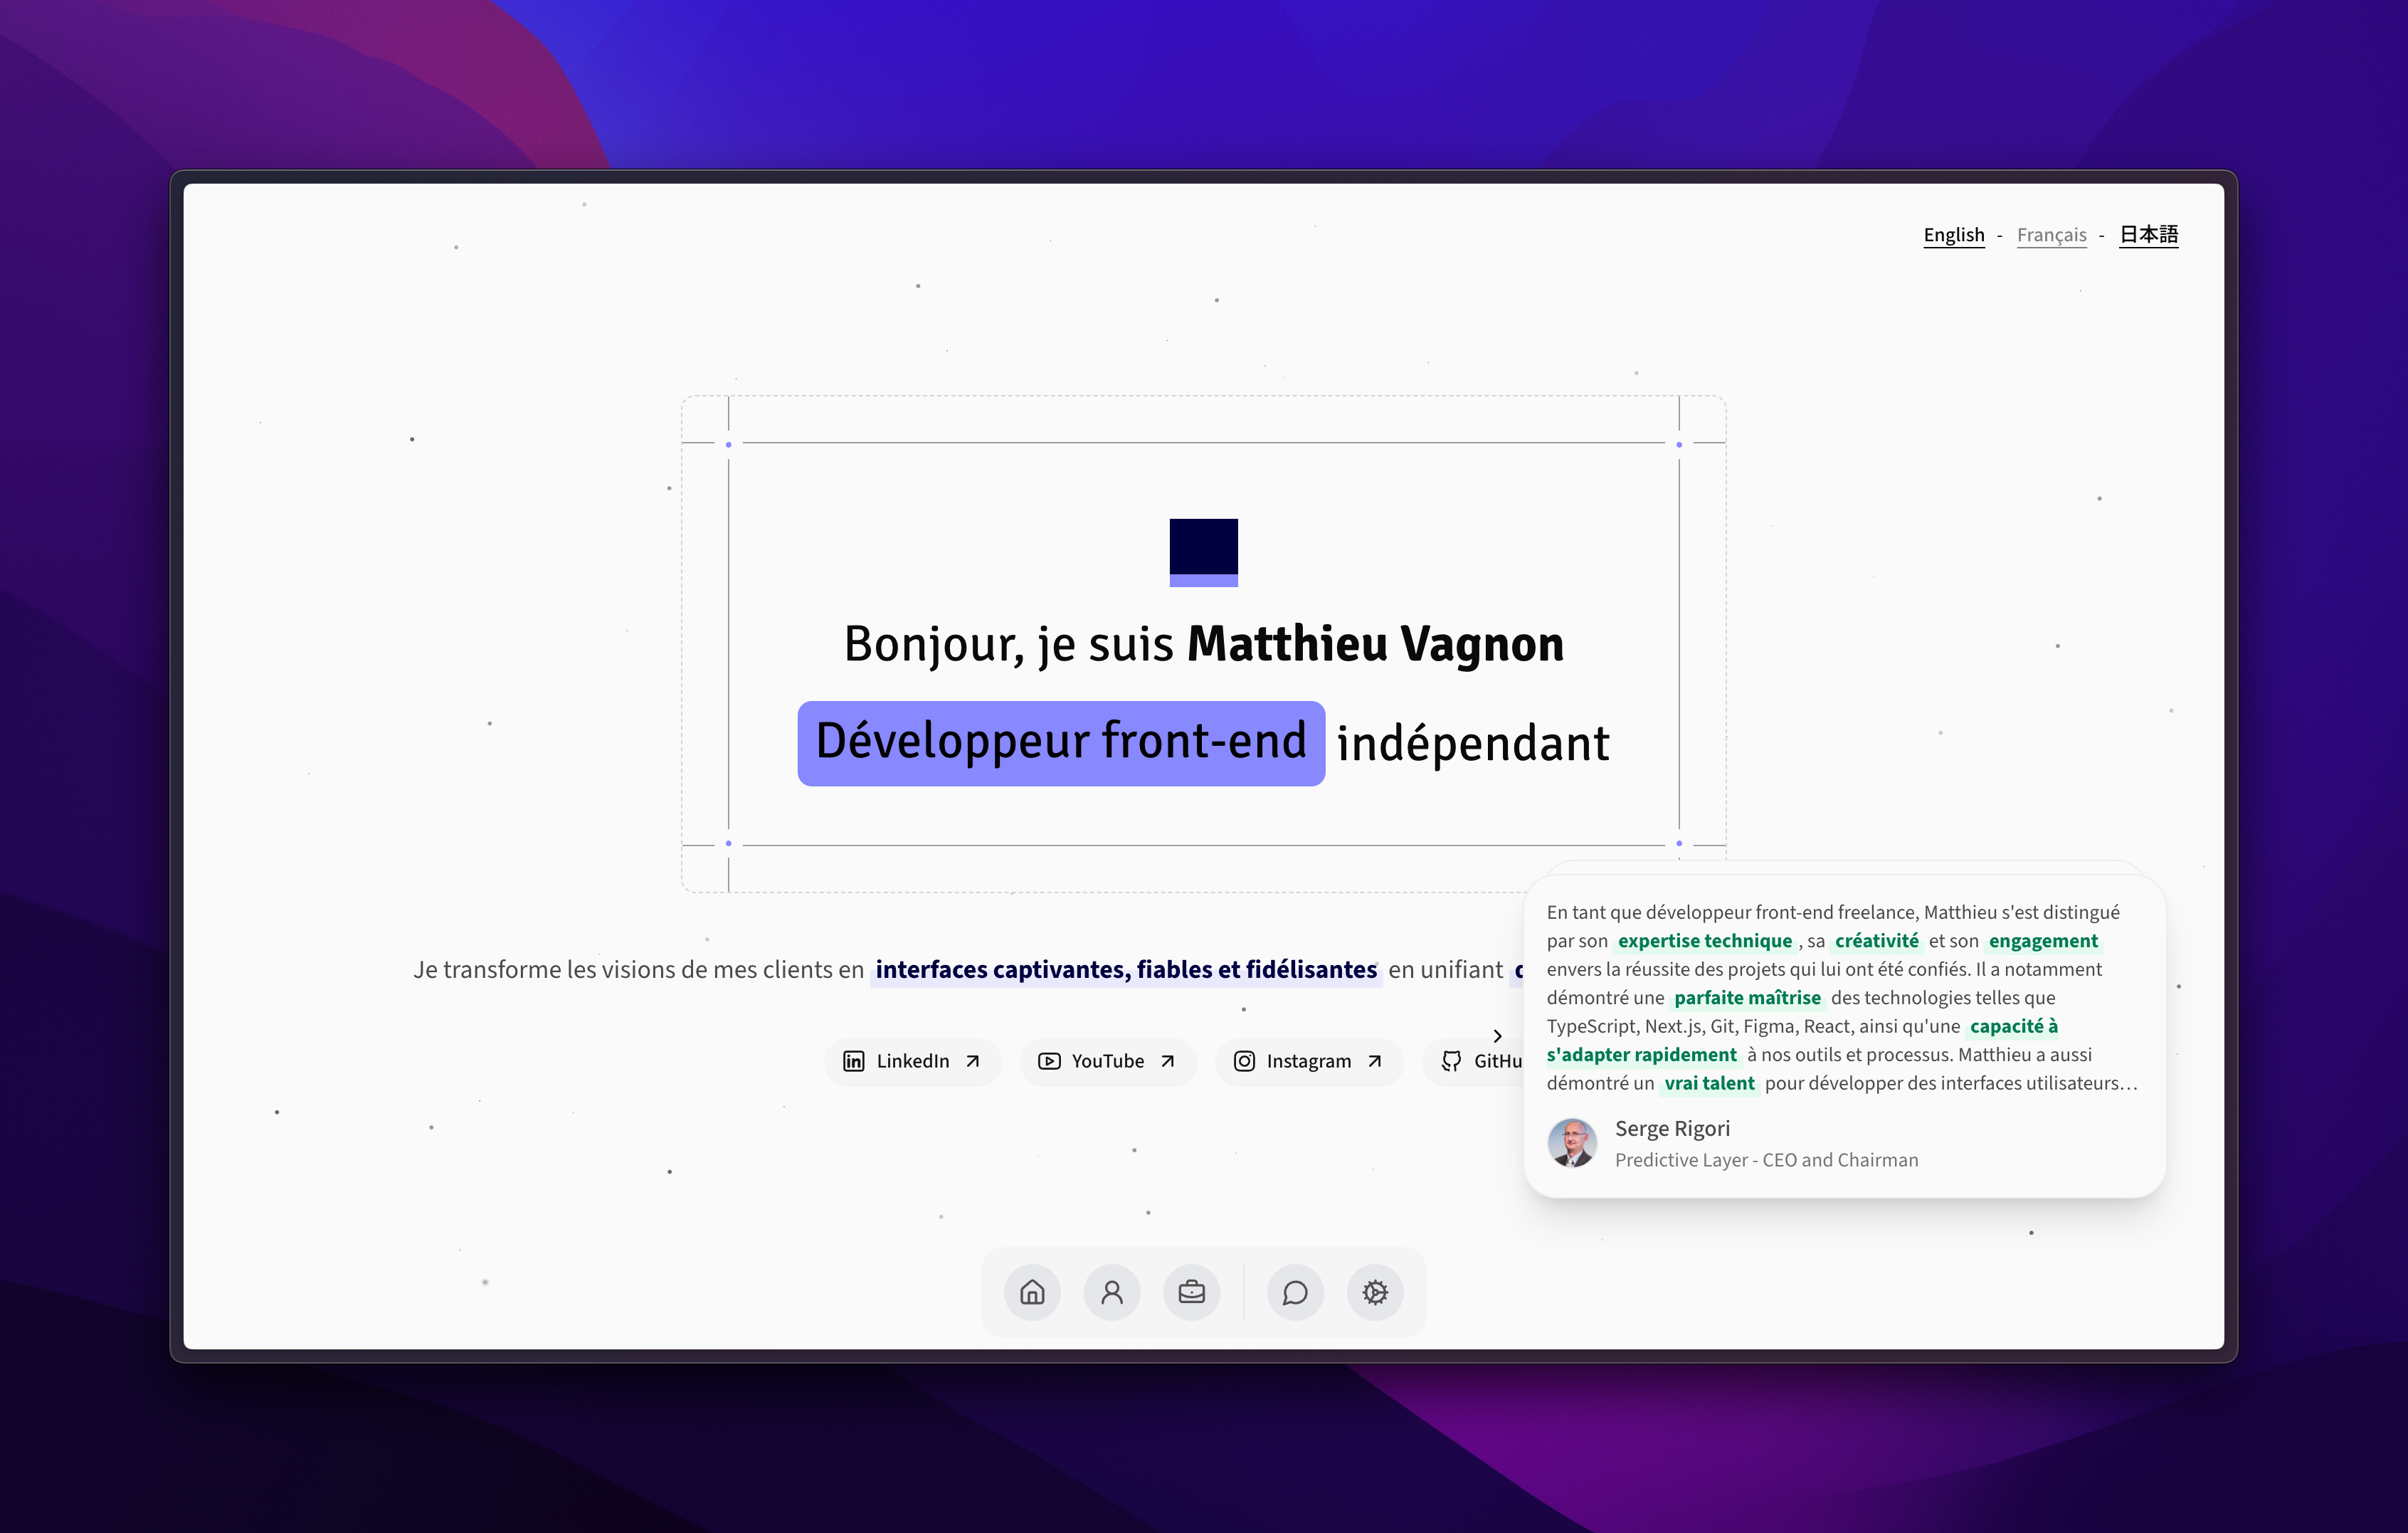 English - Français - 日本語
Bonjour, je suis Matthieu Vagnon
Développeur front-end indépendant
Je transforme les visions de mes clients en interfaces captivantes, fiables et fidélisantes en unifiant
LinkedIn
YouTube
Instagram
GitHu
En tant que développeur front-end freelance, Matthieu s'est distingué
par son expertise technique , sa créativité et son engagement
envers la réussite des projets qui lui ont été confiés. Il a notamment
démontré une parfaite maîtrise des technologies telles que
TypeScript, Next.js, Git, Figma, React, ainsi qu'une capacité à
s'adapter rapidement à nos outils et processus. Matthieu a aussi
démontré un vrai talent pour développer des interfaces utilisateurs…
Serge Rigori
Predictive Layer - CEO and Chairman